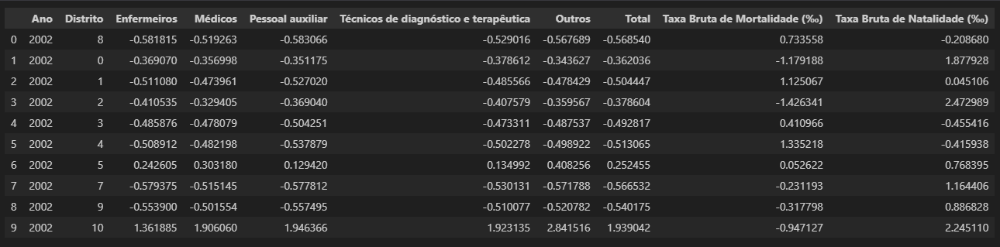 Ano Distrito Enfermeiros Médicos Pessoal auxiliar Técnicos de diagnóstico e terapêutica Outros Total Taxa Bruta de Mortalidade (‰) Taxa Bruta de Natalidade (‰)
0 2002 8 -0.581815 -0.519263 -0.583066 -0.529016 -0.567689 -0.568540 0.733558 -0.208680
1 2002 0 -0.369070 -0.356998 -0.351175 -0.378612 -0.343627 -0.362036 -1.179188 1.877928
2 2002 1 -0.511080 -0.473961 -0.527020 -0.485566 -0.478429 -0.504447 1.125067 0.045106
3 2002 2 -0.410535 -0.329405 -0.369040 -0.407579 -0.359567 -0.378604 -1.426341 2.472989
4 2002 3 -0.485876 -0.478079 -0.504251 -0.473311 -0.487537 -0.492817 0.410966 -0.455416
5 2002 4 -0.508912 -0.482198 -0.537879 -0.502278 -0.498922 -0.513065 1.335218 -0.415938
6 2002 5 0.242605 0.303180 0.129420 0.134992 0.408256 0.252455 0.052622 0.768395
7 2002 7 -0.579375 -0.515145 -0.577812 -0.530131 -0.571788 -0.566532 -0.231193 1.164406
8 2002 9 -0.553900 -0.501554 -0.557495 -0.510077 -0.520782 -0.540175 -0.317798 0.886828
9 2002 10 1.361885 1.906060 1.946366 1.923135 2.841516 1.939042 -0.947127 2.245110